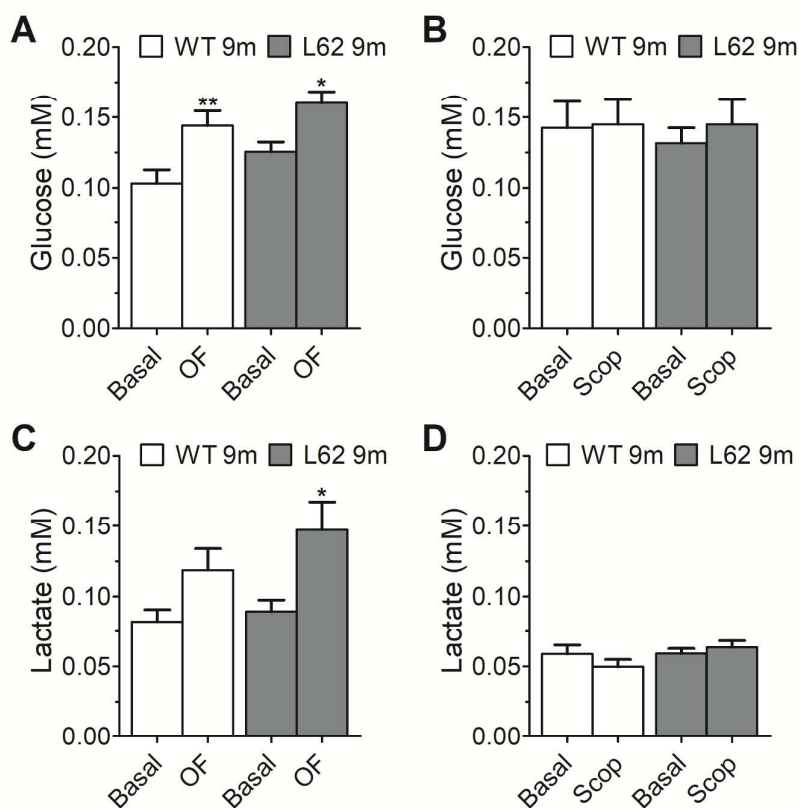 A
WT 9m L62 9m
Glucose (mM)
0.20
0.15
0.10
0.05
0.00
** *
Basal OF Basal OF
B
WT 9m L62 9m
Glucose (mM)
0.20
0.15
0.10
0.05
0.00
Basal Scop Basal Scop
C
WT 9m L62 9m
Lactate (mM)
0.20
0.15
0.10
0.05
0.00
*
Basal OF Basal OF
D
WT 9m L62 9m
Lactate (mM)
0.20
0.15
0.10
0.05
0.00
Basal Scop Basal Scop